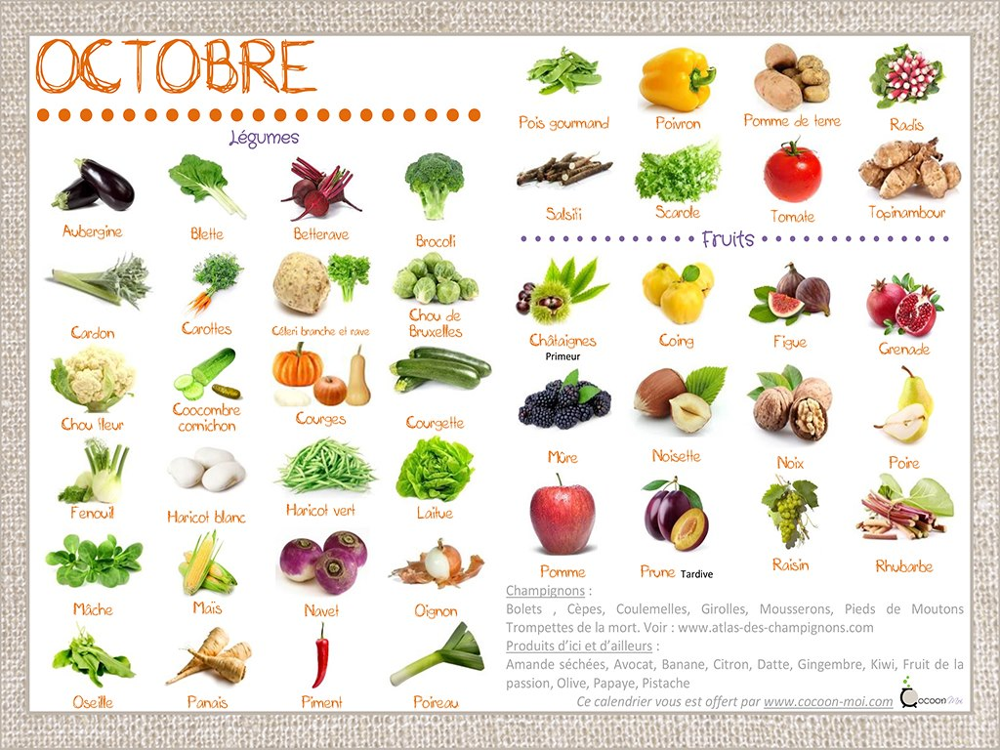 OCTOBRE
Légumes
Aubergine
Blette
Betterave
Brocoli
Cardon
Carottes
Céleri branche et rave
Chou de
Bruxelles
Chou fleur
Coocombre
cornichon
Courges
Courgette
Fenouil
Haricot blanc
Haricot vert
Laitue
Mâche
Maïs
Navet
Oignon
Oseille
Panais
Piment
Poireau
Pois gourmand
Poivron
Pomme de terre
Radis
Salsifi
Scarole
Tomate
Topinambour
Fruits
Châtaignes
Primeur
Coing
Figue
Grenade
Mûre
Noisette
Noix
Poire
Pomme
Prune Tardive
Raisin
Rhubarbe
Champignons :
Bolets , Cèpes, Coulemelles, Girolles, Mousserons, Pieds de Moutons
Trompettes de la mort. Voir : www.atlas-des-champignons.com
Produits d'ici et d'ailleurs :
Amande séchées, Avocat, Banane, Citron, Datte, Gingembre, Kiwi, Fruit de la
passion, Olive, Papaye, Pistache
Ce calendrier vous est offert par www.cocoon-moi.com
Cocoon Moi